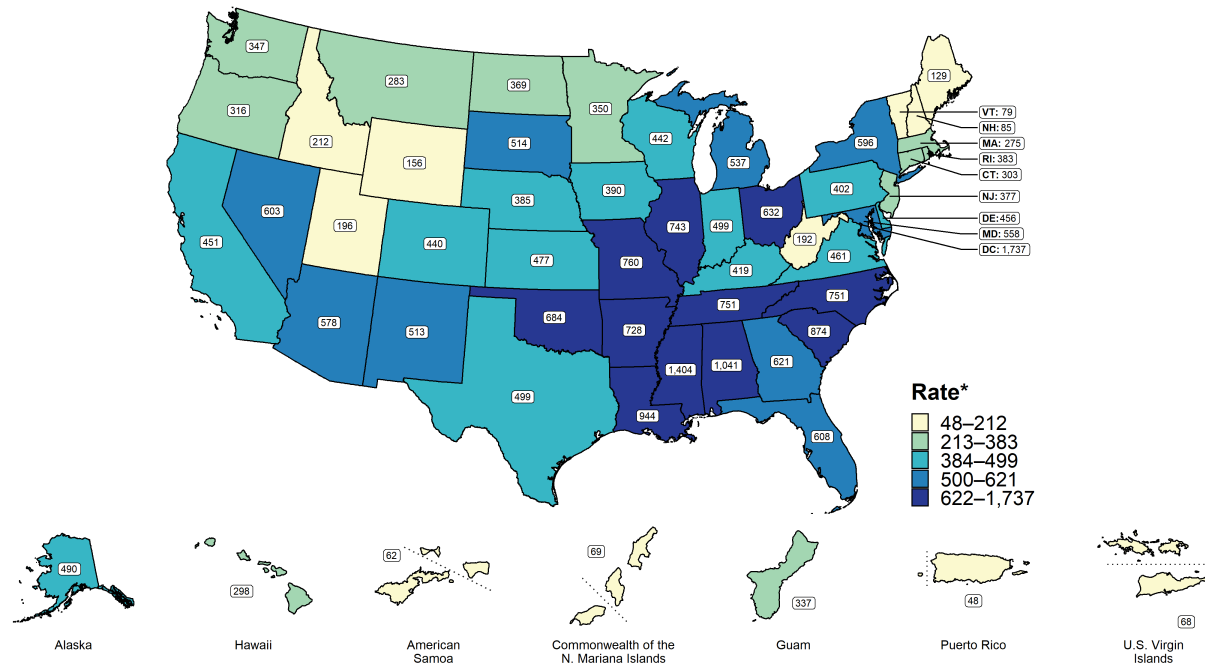 347
283
369
350
129
316
212
156
514
442
537
596
VT: 79
NH: 85
MA: 275
RI: 383
CT: 303
NJ: 377
DE: 456
MD: 558
DC: 1,737
451
603
196
440
385
390
743
499
632
402
192
461
477
760
419
751
751
578
513
684
728
874
1,404
1,041
621
499
944
608
Rate*
48–212
213–383
384–499
500–621
622–1,737
490
298
62
69
337
48
68
Alaska
Hawaii
American
Samoa
Commonwealth of the
N. Mariana Islands
Guam
Puerto Rico
U.S. Virgin
Islands